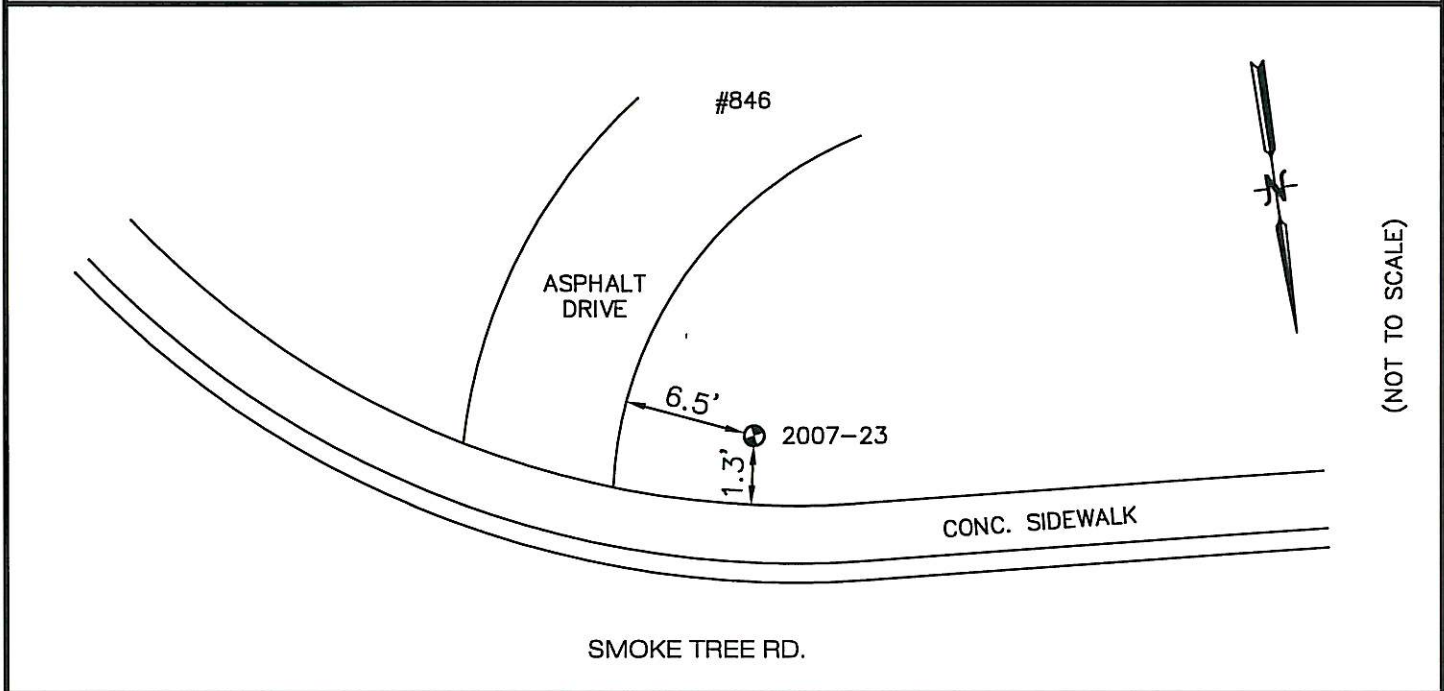 #846
N
ASPHALT
DRIVE
(NOT TO SCALE)
6.5'
2007-23
1.3'
CONC. SIDEWALK
SMOKE TREE RD.